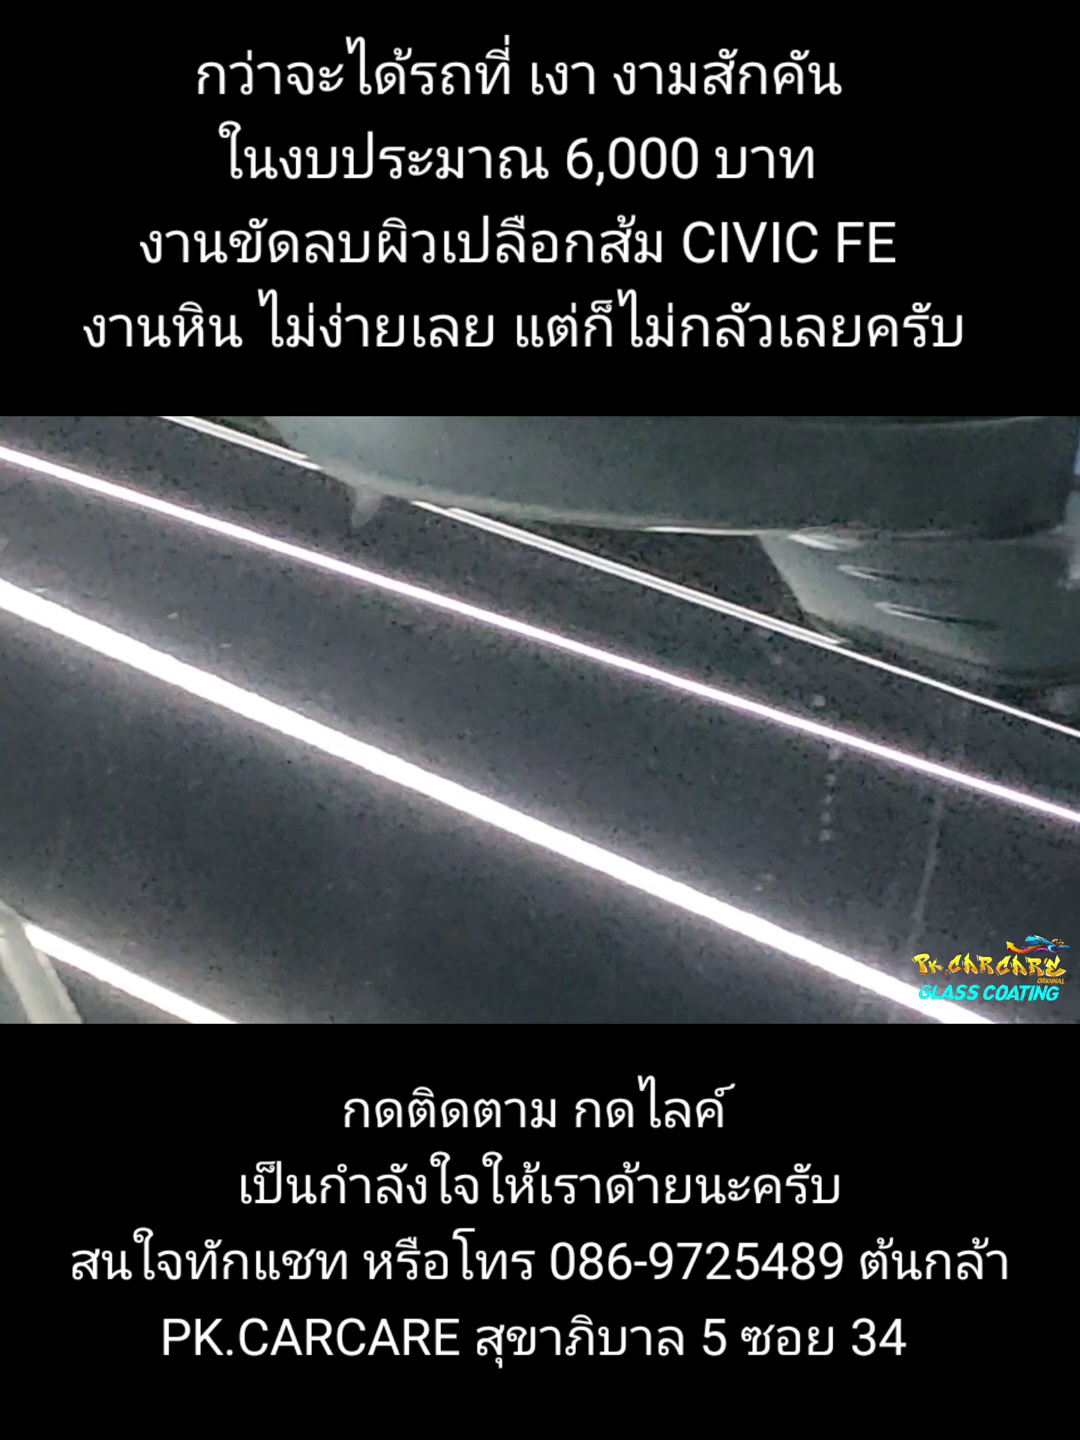 กว่าจะได้รถที่ เงา งามสักคัน
ในงบประมาณ 6,000 บาท
งานขัดลบผิวเปลือกส้ม CIVIC FE
งานหิน ไม่ง่ายเลย แต่ก็ไม่กลัวเลยครับ
PK.CARCARE
ORIGINAL
GLASS COATING
กดติดตาม กดไลค์
เป็นกำลังใจให้เราด้ายนะครับ
สนใจทักแชท หรือโทร 086-9725489 ต้นกล้า
PK.CARCARE สุขาภิบาล 5 ซอย 34